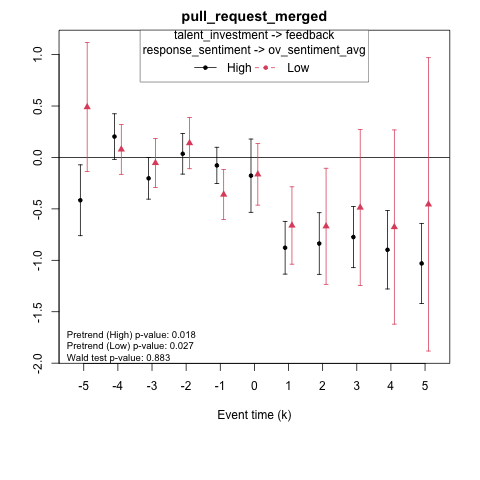 pull_request_merged
talent_investment -> feedback
response_sentiment -> ov_sentiment_avg
High
Low
1.0
0.5
0.0
-0.5
-1.0
-1.5
-2.0
Pretrend (High) p-value: 0.018
Pretrend (Low) p-value: 0.027
Wald test p-value: 0.883
-5 -4 -3 -2 -1 0 1 2 3 4 5
Event time (k)